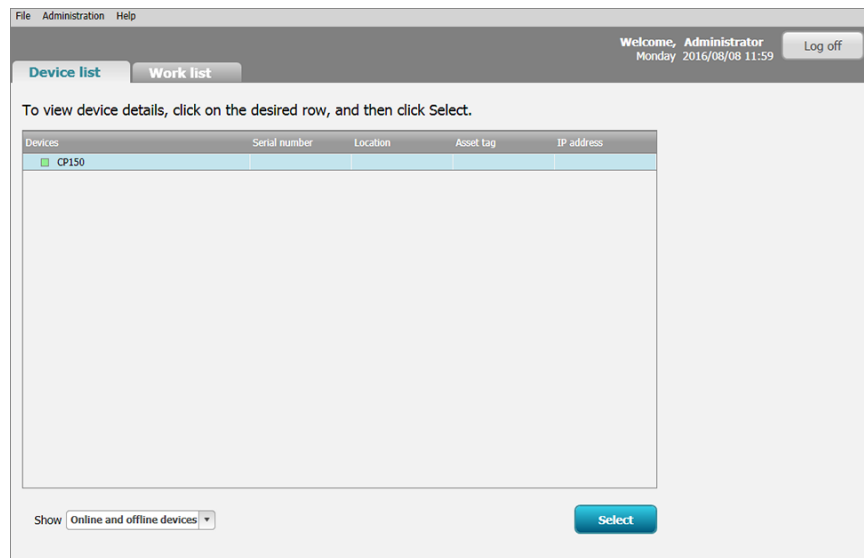 File Administration Help
Welcome, Administrator
Monday 2016/08/08 11:59
Log off
Device list Work list
To view device details, click on the desired row, and then click Select.
Devices Serial number Location Asset tag IP address
CP150
Show Online and offline devices
Select